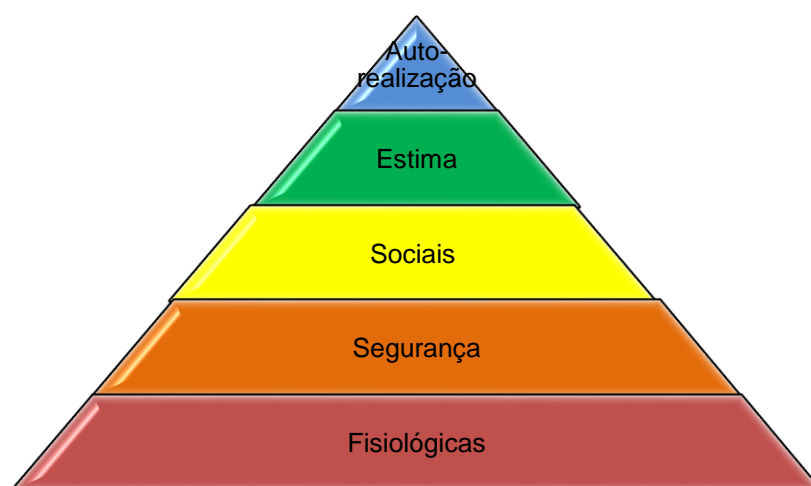 Auto-
realização
Estima
Sociais
Segurança
Fisiológicas